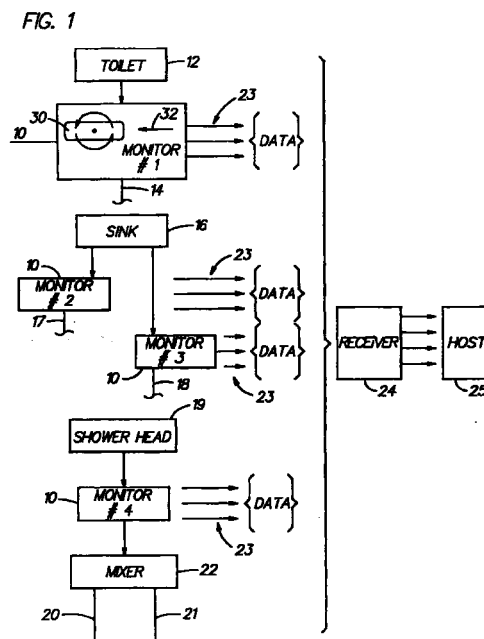 FIG. 1
TOILET
12
30
32
23
10
MONITOR
# 1
{DATA}
14
SINK
16
10
23
MONITOR
# 2
{DATA}
17
MONITOR
# 3
{DATA}
10
18
23
RECEIVER
HOST
24
25
19
SHOWER HEAD
10
MONITOR
# 4
{DATA}
23
MIXER
22
20
21